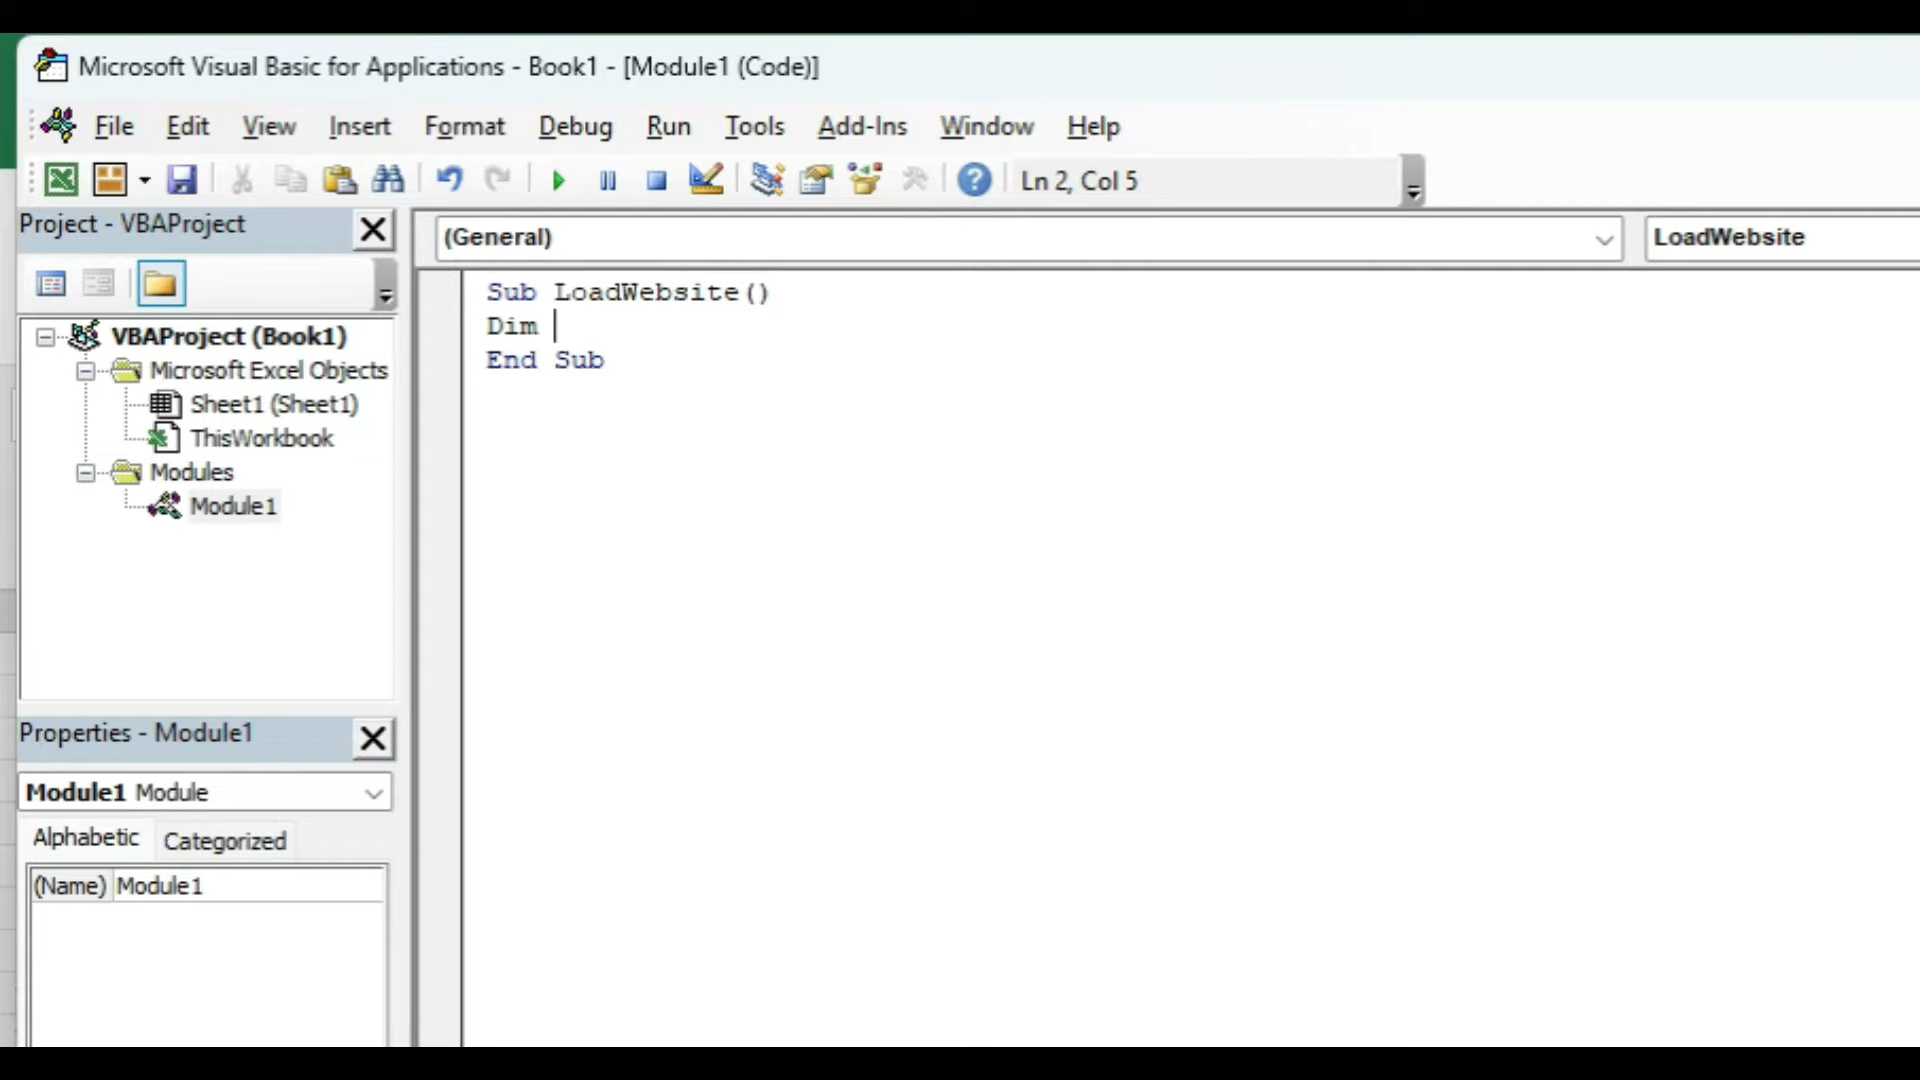 Microsoft Visual Basic for Applications - Book1 - [Module1 (Code)]
File Edit View Insert Format Debug Run Tools Add-Ins Window Help
Ln 2, Col 5
Project - VBAProject
(General)
LoadWebsite
VBAProject (Book1)
Microsoft Excel Objects
Sheet1 (Sheet1)
ThisWorkbook
Modules
Module1
Sub LoadWebsite()
Dim
End Sub
Properties - Module1
Module1 Module
Alphabetic Categorized
(Name) Module1